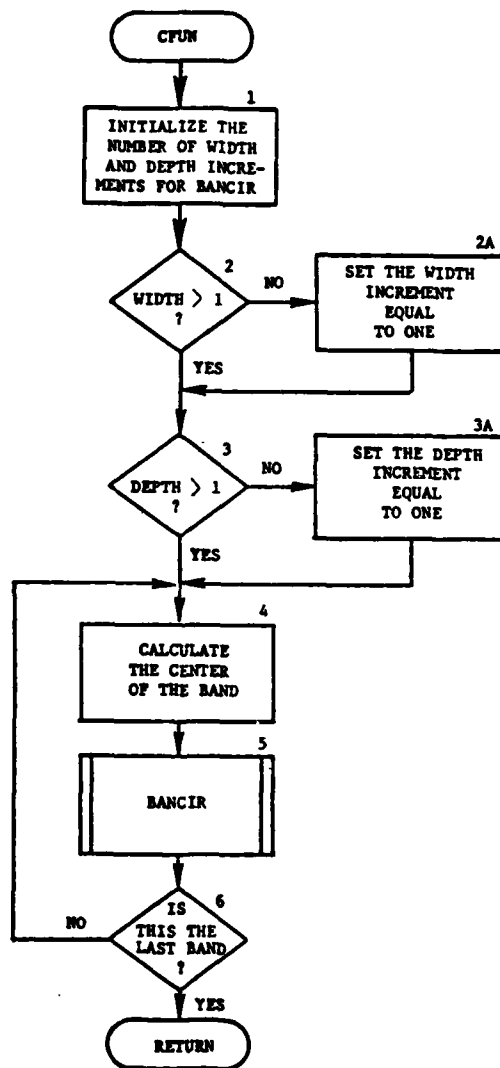 CFUN
1
INITIALIZE THE
NUMBER OF WIDTH
AND DEPTH INCRE-
MENTS FOR BANCIR
2
WIDTH > 1
?
NO
YES
2A
SET THE WIDTH
INCREMENT
EQUAL
TO ONE
3
DEPTH > 1
?
NO
YES
3A
SET THE DEPTH
INCREMENT
EQUAL
TO ONE
4
CALCULATE
THE CENTER
OF THE BAND
5
BANCIR
6
IS
THIS THE
LAST BAND
?
NO
YES
RETURN